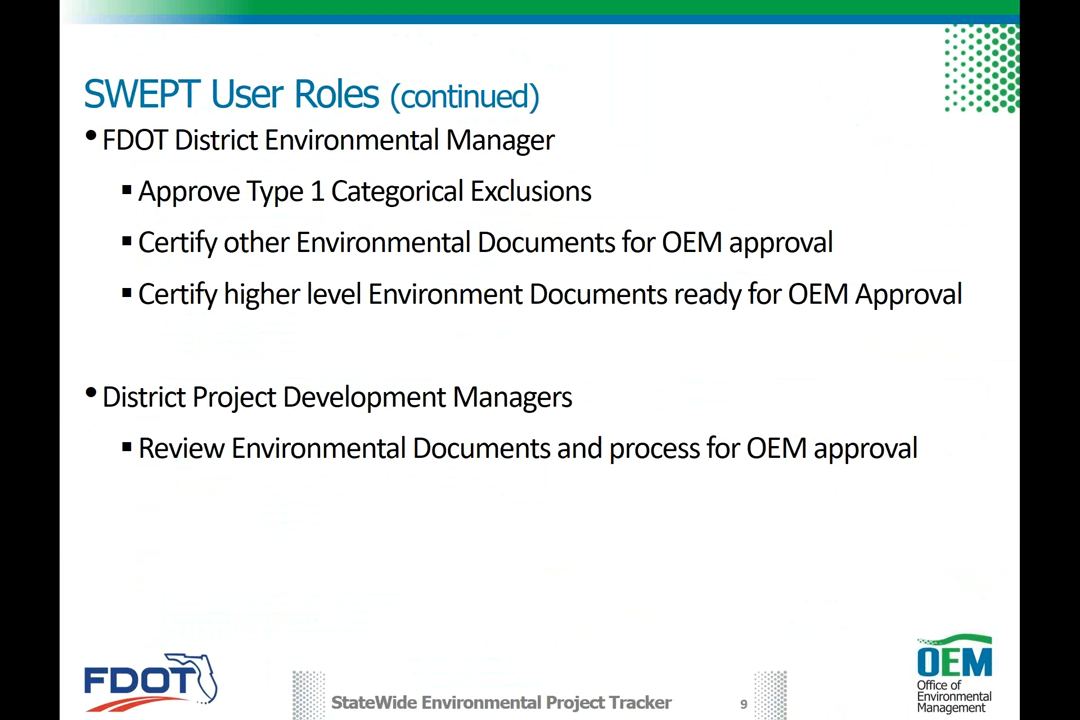 SWEPT User Roles (continued)
•FDOT District Environmental Manager
▪ Approve Type 1 Categorical Exclusions
▪ Certify other Environmental Documents for OEM approval
▪ Certify higher level Environment Documents ready for OEM Approval
•District Project Development Managers
▪ Review Environmental Documents and process for OEM approval
FDOT
StateWide Environmental Project Tracker
9
OEM
Office of
Environmental
Management